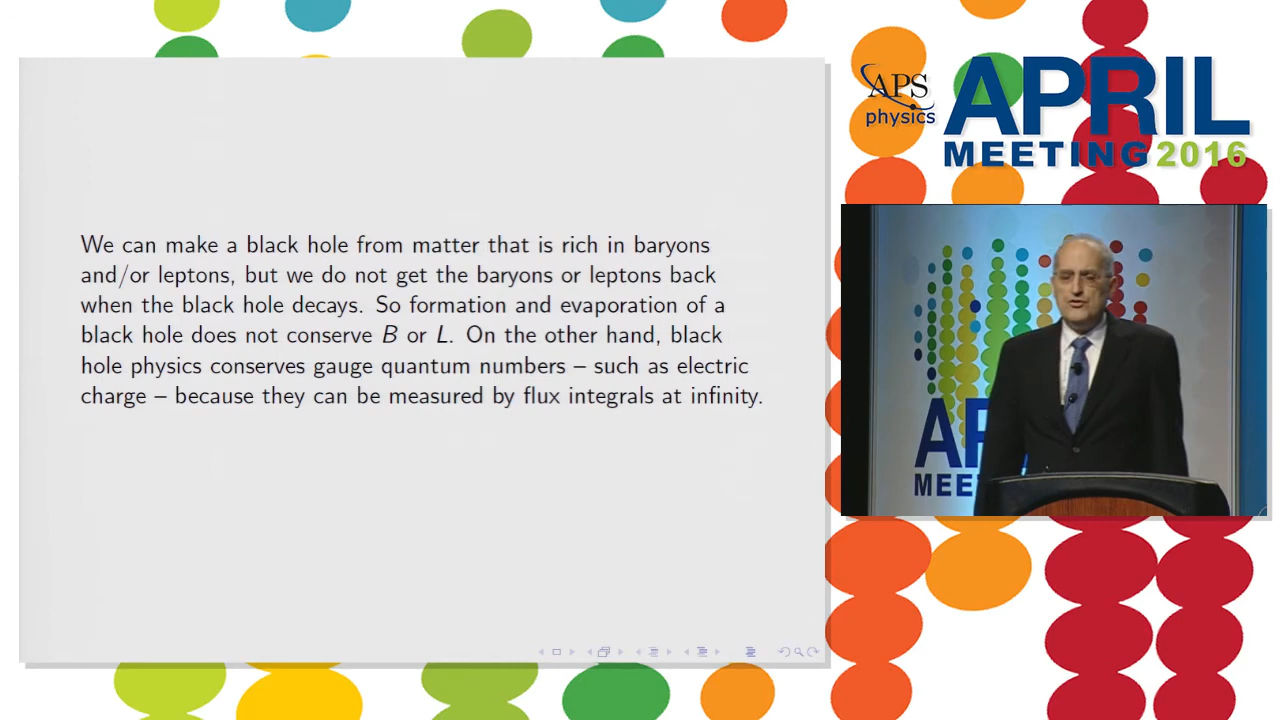 We can make a black hole from matter that is rich in baryons
and/or leptons, but we do not get the baryons or leptons back
when the black hole decays. So formation and evaporation of a
black hole does not conserve B or L. On the other hand, black
hole physics conserves gauge quantum numbers – such as electric
charge – because they can be measured by flux integrals at infinity.
APS
physics
APRIL
MEETING 2016
AP
MEE